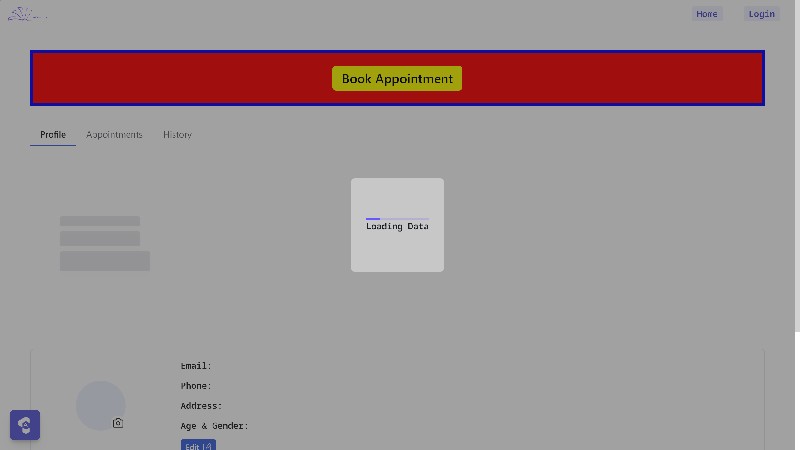 Home
Login
Book Appointment
Profile
Appointments
History
Loading Data
Email:
Phone:
Address:
Age & Gender:
Edit